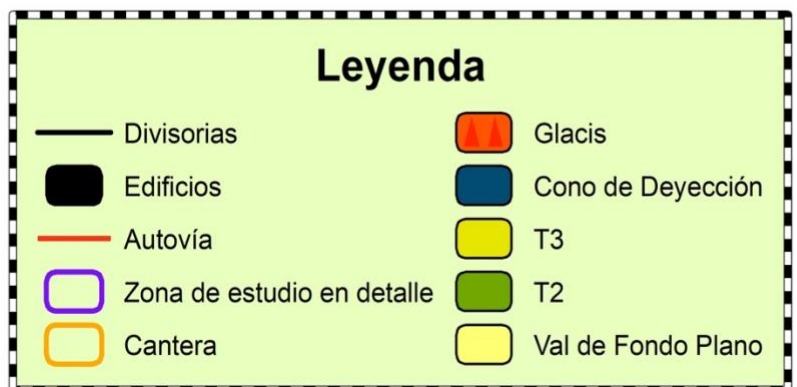 Leyenda
Divisorias
Edificios
Autovía
Zona de estudio en detalle
Cantera
Glacis
Cono de Deyección
T3
T2
Val de Fondo Plano